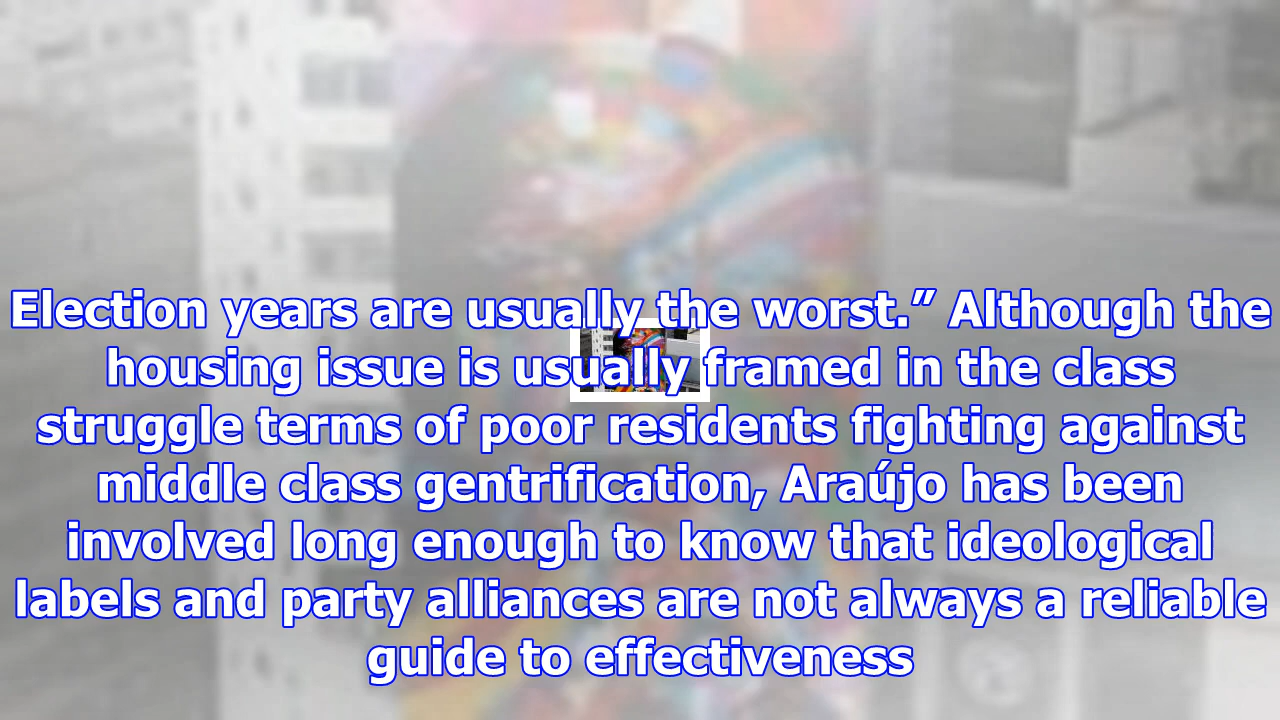 Election years are usually the worst.” Although the
housing issue is usually framed in the class
struggle terms of poor residents fighting against
middle class gentrification, Araújo has been
involved long enough to know that ideological
labels and party alliances are not always a reliable
guide to effectiveness